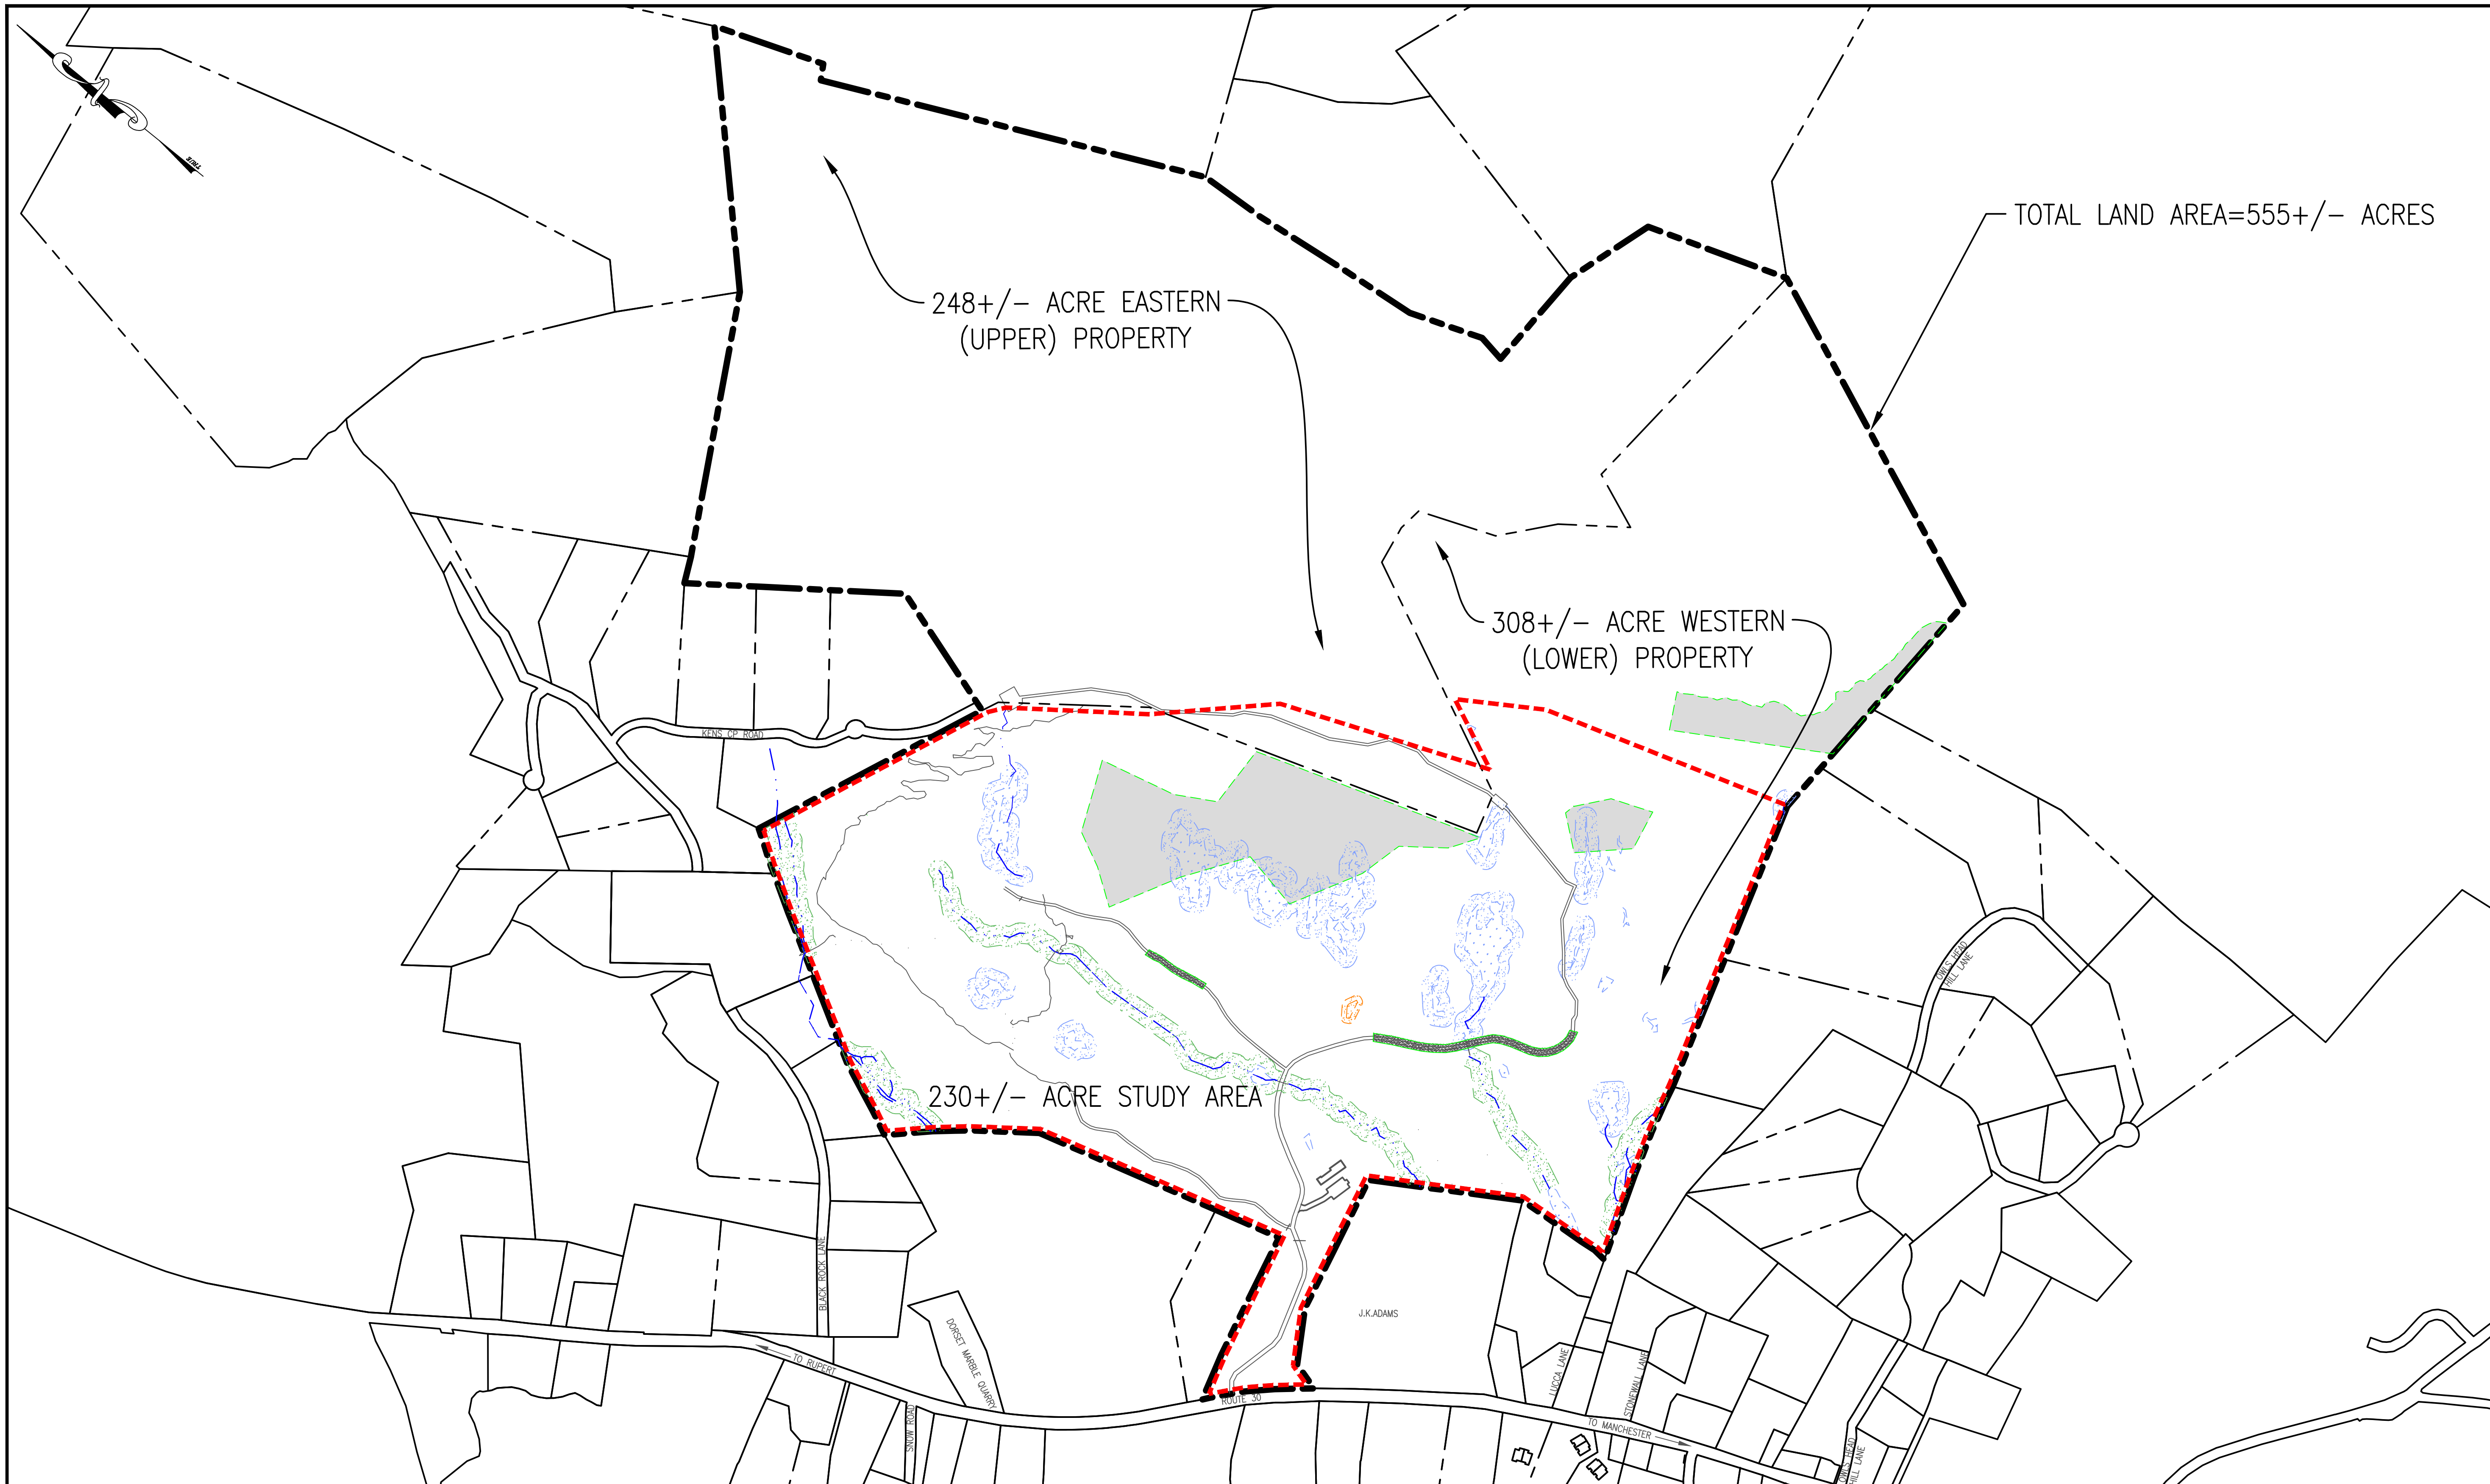 TRUE
TOTAL LAND AREA=555+/- ACRES
248+/- ACRE EASTERN
(UPPER) PROPERTY
308+/- ACRE WESTERN
(LOWER) PROPERTY
KENS CP ROAD
OWLS HEAD
HILL LANE
230+/- ACRE STUDY AREA
BLACK ROCK LANE
J.K.ADAMS
DORSET MARBLE QUARRY
TO RUPERT
LUCCA LANE
STONEWALL LANE
ROUTE 30
SNOW ROAD
TO MANCHESTER
OWLS HEAD
HILL LANE